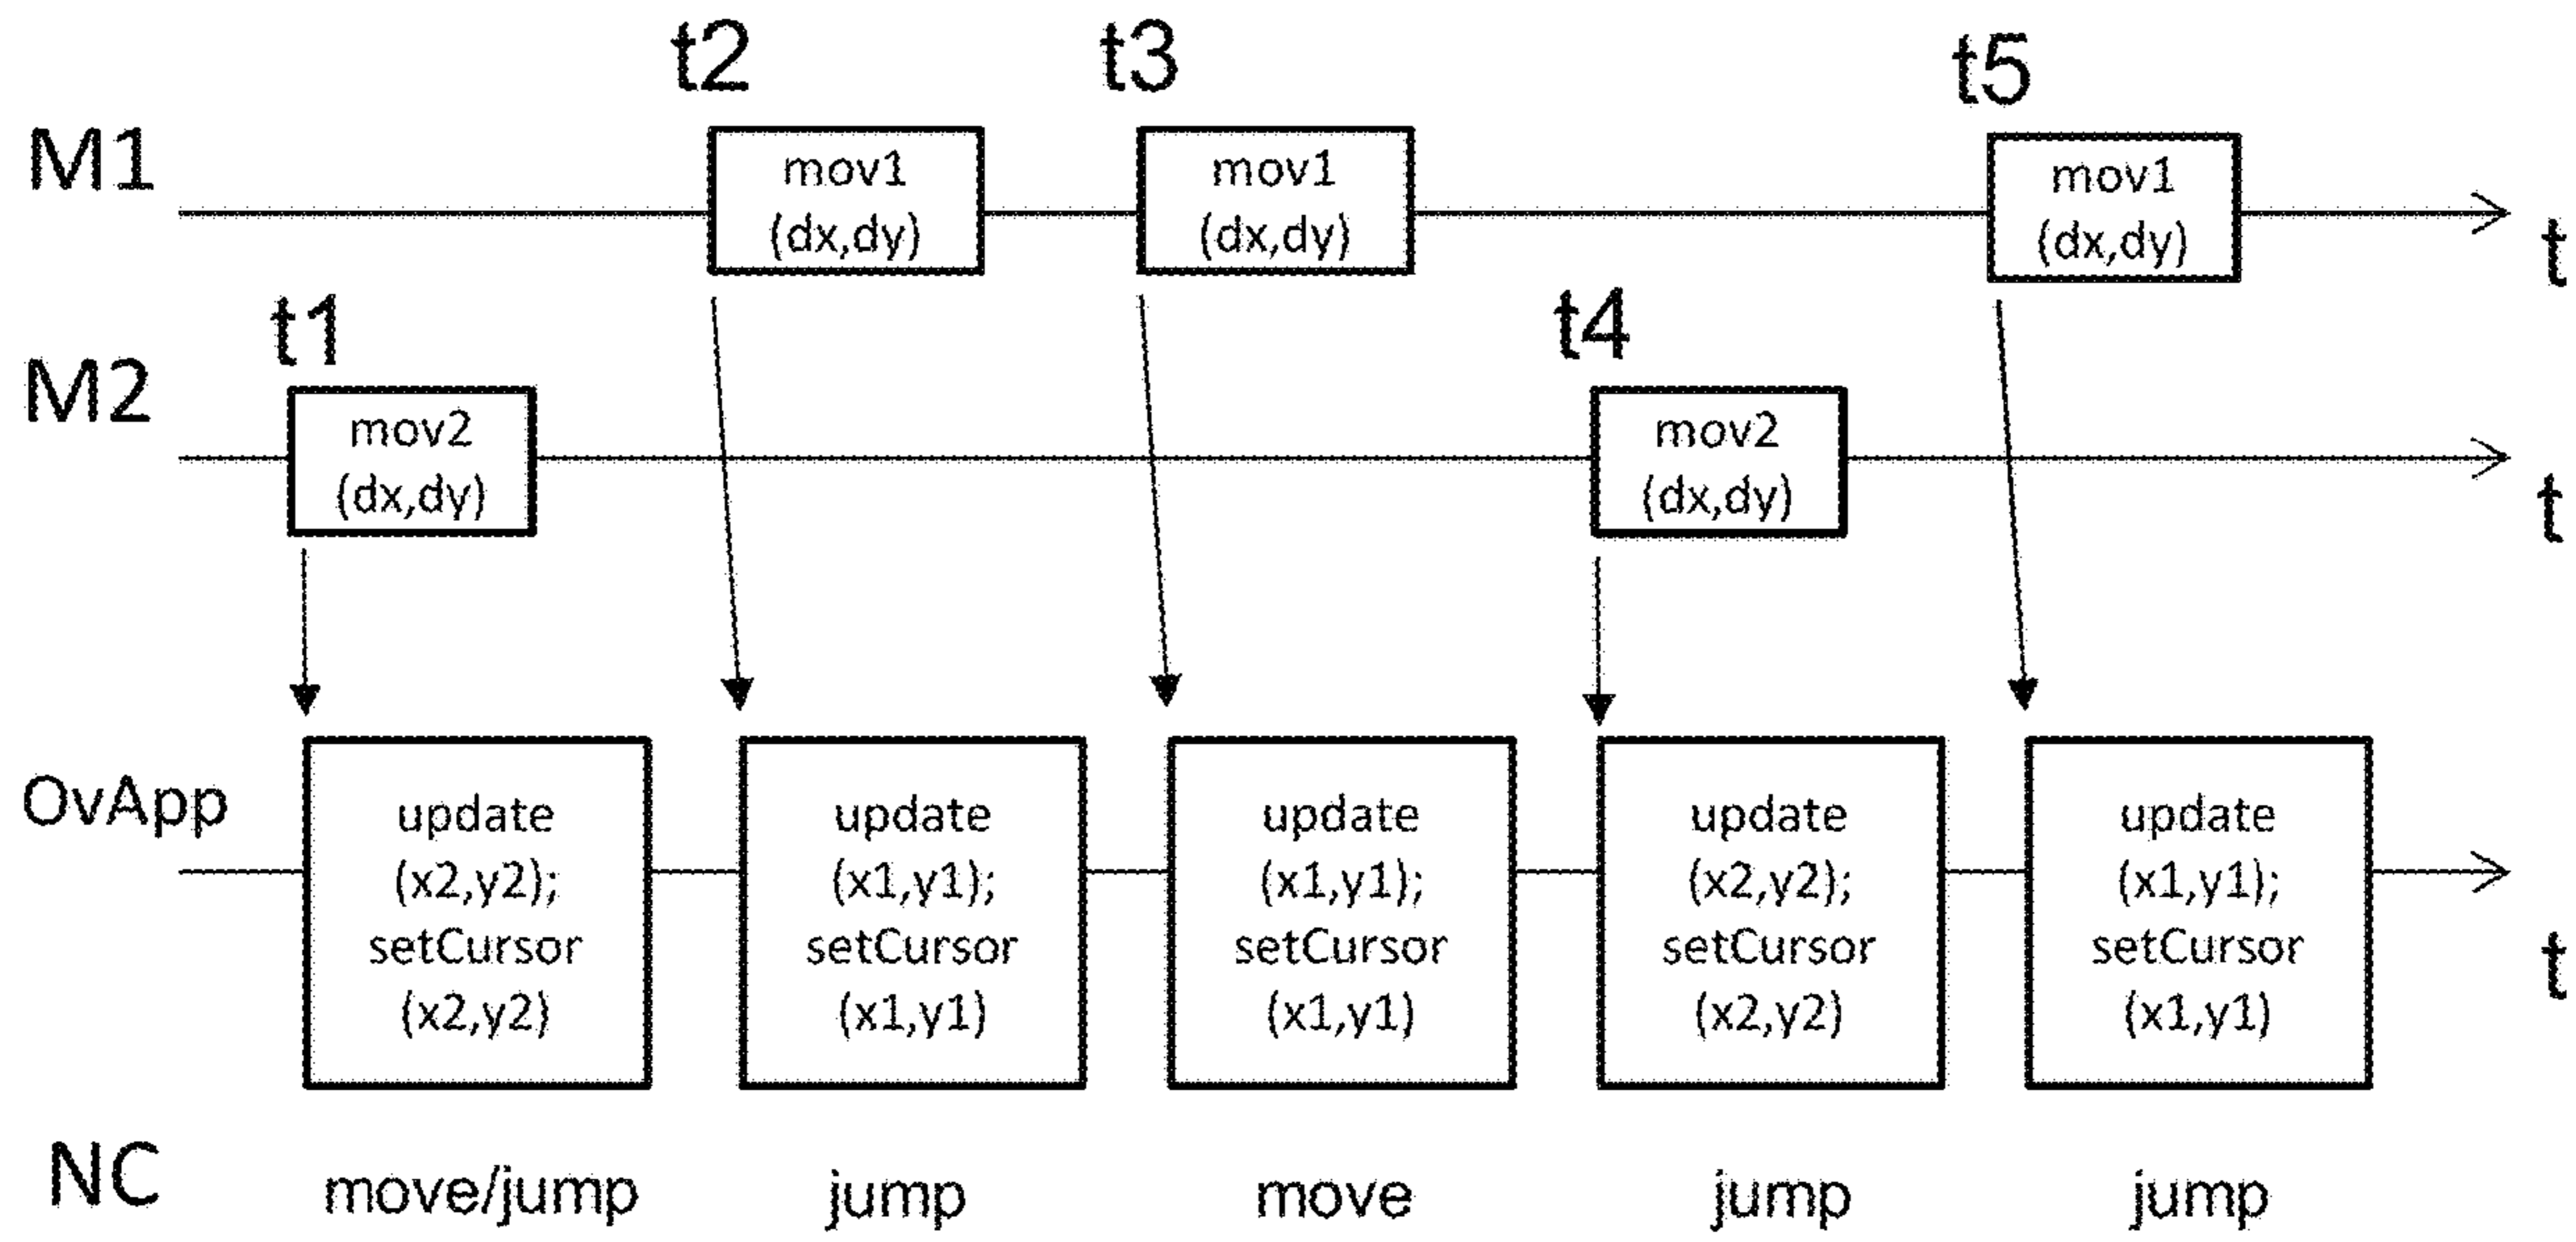 t2
t3
t5
M1
mov1
(dx,dy)
mov1
(dx,dy)
mov1
(dx,dy)
t
t1
t4
M2
mov2
(dx,dy)
mov2
(dx,dy)
t
OvApp
update
(x2,y2);
setCursor
(x2,y2)
update
(x1,y1);
setCursor
(x1,y1)
update
(x1,y1);
setCursor
(x1,y1)
update
(x2,y2);
setCursor
(x2,y2)
update
(x1,y1);
setCursor
(x1,y1)
t
NC
move/jump
jump
move
jump
jump